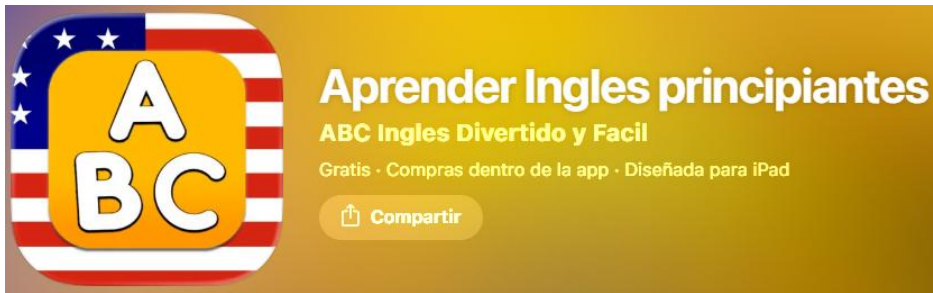 A
BC
Aprender Ingles principiantes
ABC Ingles Divertido y Facil
Gratis · Compras dentro de la app · Diseñada para iPad
Compartir